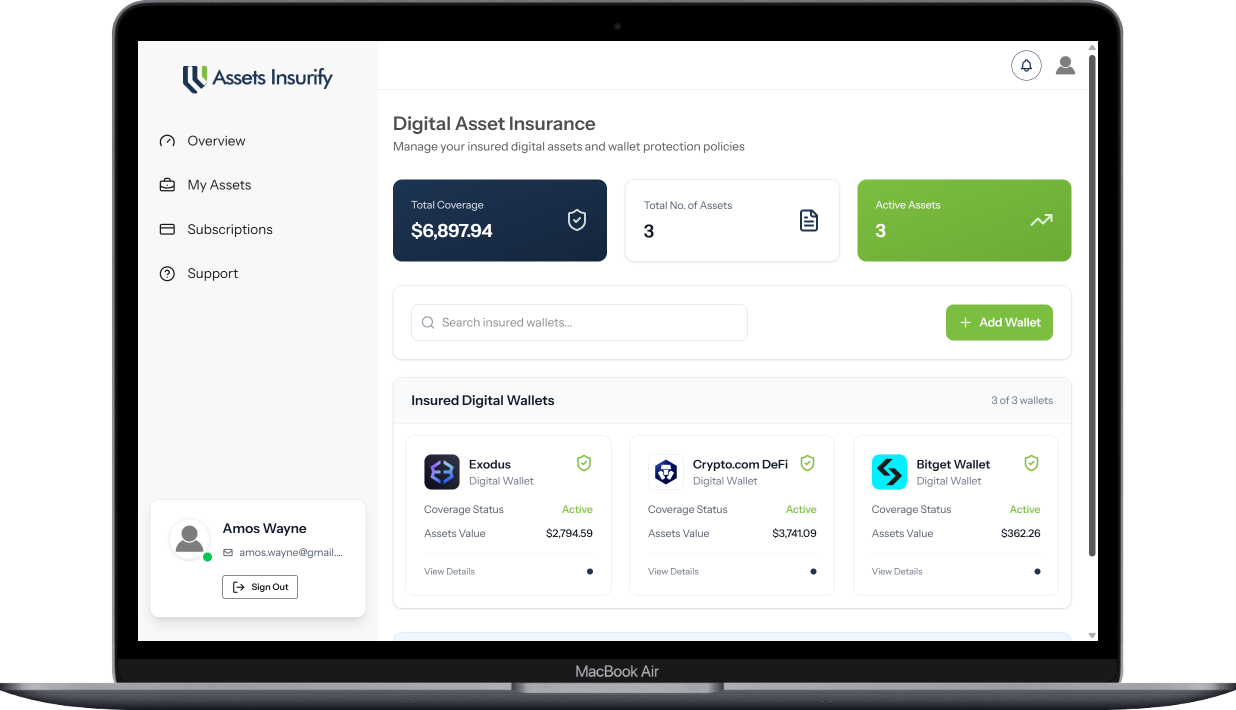 Assets Insurify
Overview
My Assets
Subscriptions
Support
Amos Wayne
amos.wayne@gmail....
Sign Out
Digital Asset Insurance
Manage your insured digital assets and wallet protection policies
Total Coverage
$6,897.94
Total No. of Assets
3
Active Assets
3
Search insured wallets...
Add Wallet
Insured Digital Wallets
3 of 3 wallets
Exodus
Digital Wallet
Coverage Status Active
Assets Value $2,794.59
View Details
Crypto.com DeFi
Digital Wallet
Coverage Status Active
Assets Value $3,741.09
View Details
Bitget Wallet
Digital Wallet
Coverage Status Active
Assets Value $362.26
View Details
MacBook Air